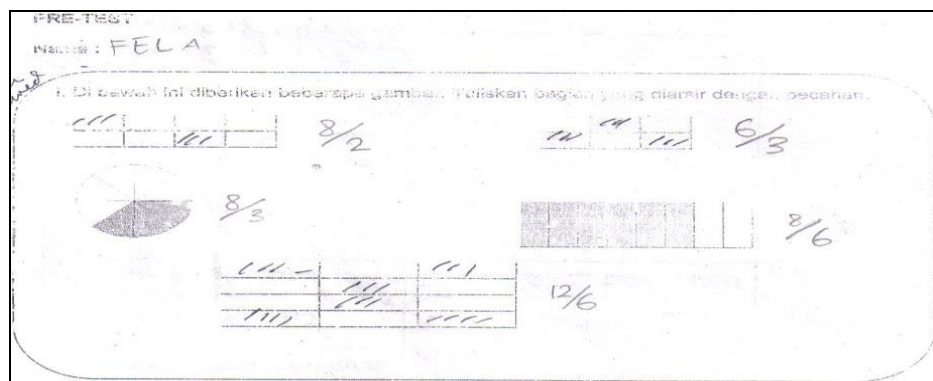 PRE-TEST
Nama : FELA
I. Di bawah ini diberikan beberapa gambar. Tuliskan bagian yang diarsir dengan pecahan.
8/2 6/3
8/3 8/6
12/6